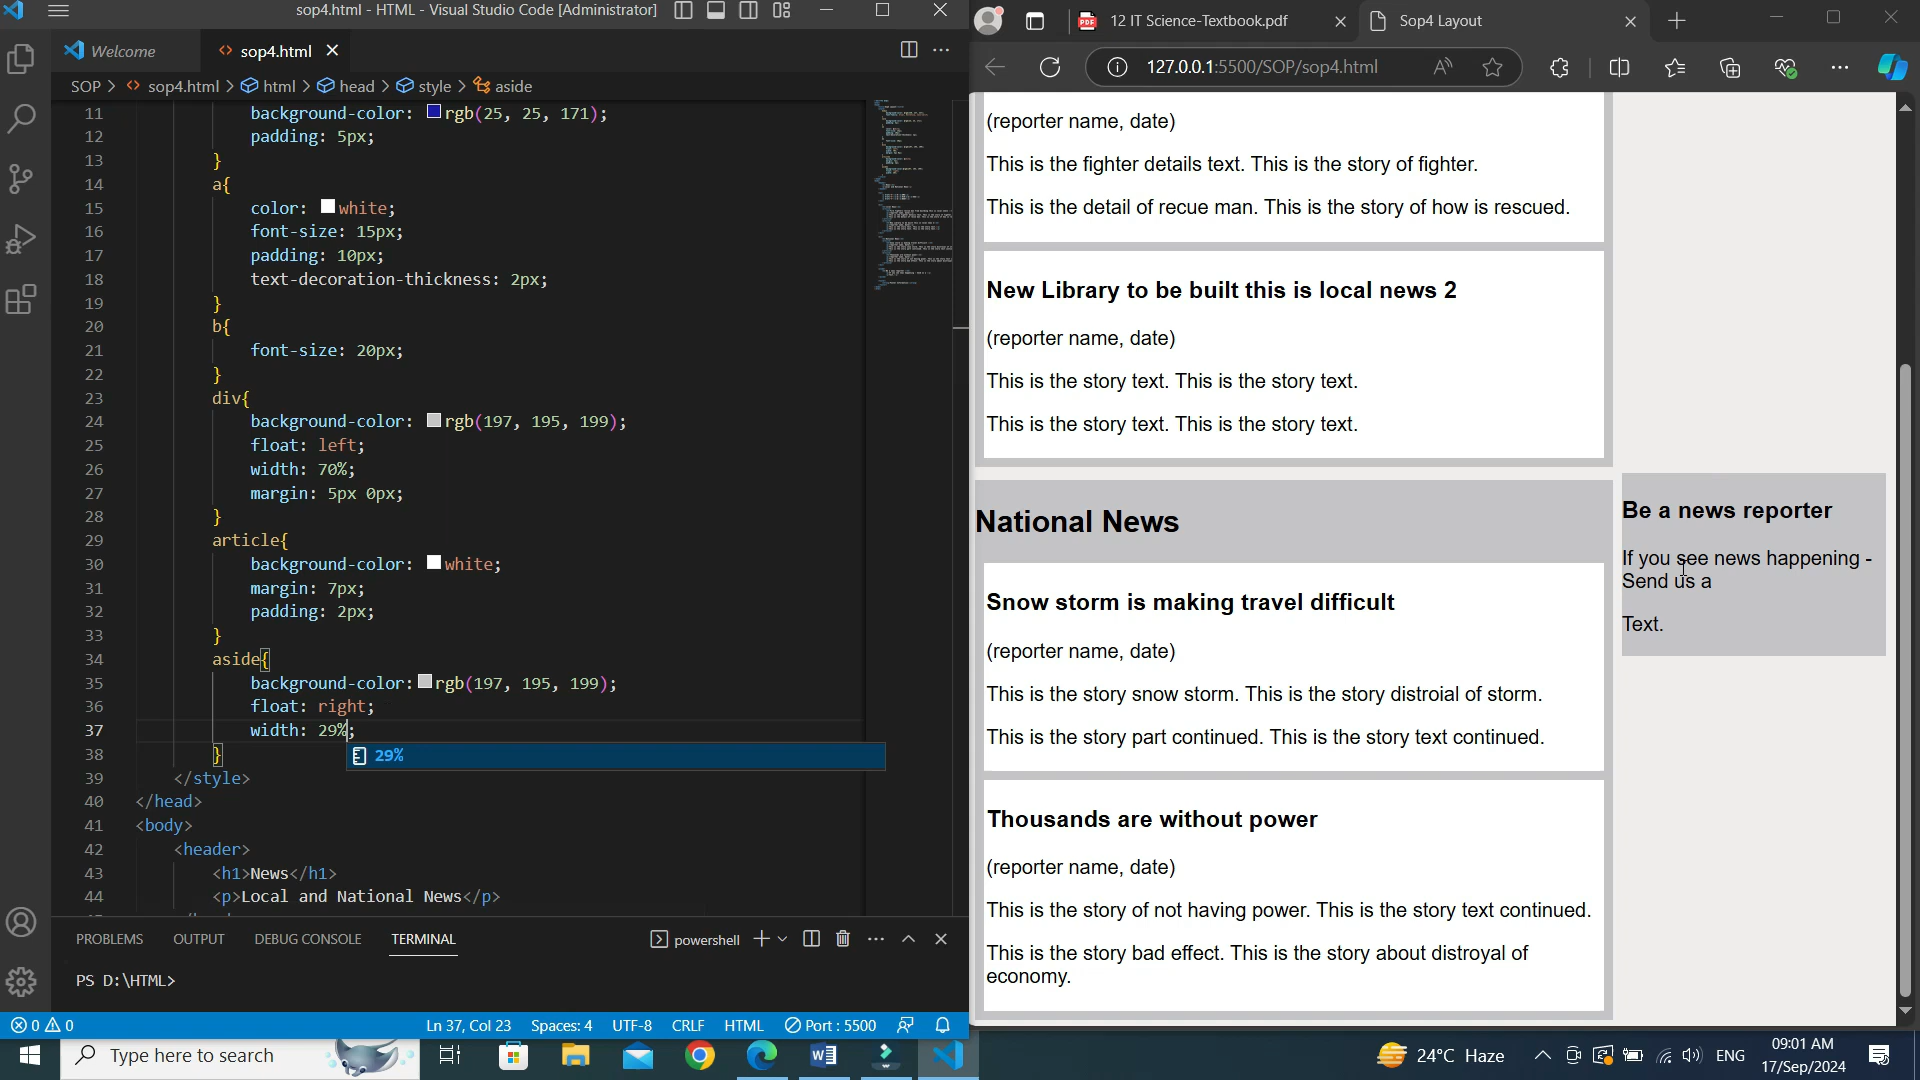 sop4.html - HTML - Visual Studio Code [Administrator]
Welcome
<> sop4.html
SOP > <> sop4.html > html > head > style > aside
11 background-color: rgb(25, 25, 171);
12 padding: 5px;
13 }
14 a{
15 color: white;
16 font-size: 15px;
17 padding: 10px;
18 text-decoration-thickness: 2px;
19 }
20 b{
21 font-size: 20px;
22 }
23 div{
24 background-color: rgb(197, 195, 199);
25 float: left;
26 width: 70%;
27 margin: 5px 0px;
28 }
29 article{
30 background-color: white;
31 margin: 7px;
32 padding: 2px;
33 }
34 aside{
35 background-color: rgb(197, 195, 199);
36 float: right;
37 width: 29%;
29%
38 }
39 </style>
40 </head>
41 <body>
42 <header>
43 <h1>News</h1>
44 <p>Local and National News</p>
PROBLEMS OUTPUT DEBUG CONSOLE TERMINAL
powershell
PS D:\HTML>
0 0 Ln 37, Col 23 Spaces: 4 UTF-8 CRLF HTML Port : 5500
12 IT Science-Textbook.pdf
Sop4 Layout
127.0.0.1:5500/SOP/sop4.html
(reporter name, date)
This is the fighter details text. This is the story of fighter.
This is the detail of recue man. This is the story of how is rescued.
New Library to be built this is local news 2
(reporter name, date)
This is the story text. This is the story text.
This is the story text. This is the story text.
National News
Snow storm is making travel difficult
(reporter name, date)
This is the story snow storm. This is the story distroial of storm.
This is the story part continued. This is the story text continued.
Thousands are without power
(reporter name, date)
This is the story of not having power. This is the story text continued.
This is the story bad effect. This is the story about distroyal of
economy.
Be a news reporter
If you see news happening -
Send us a
Text.
Type here to search
24°C Haze
ENG
09:01 AM
17/Sep/2024